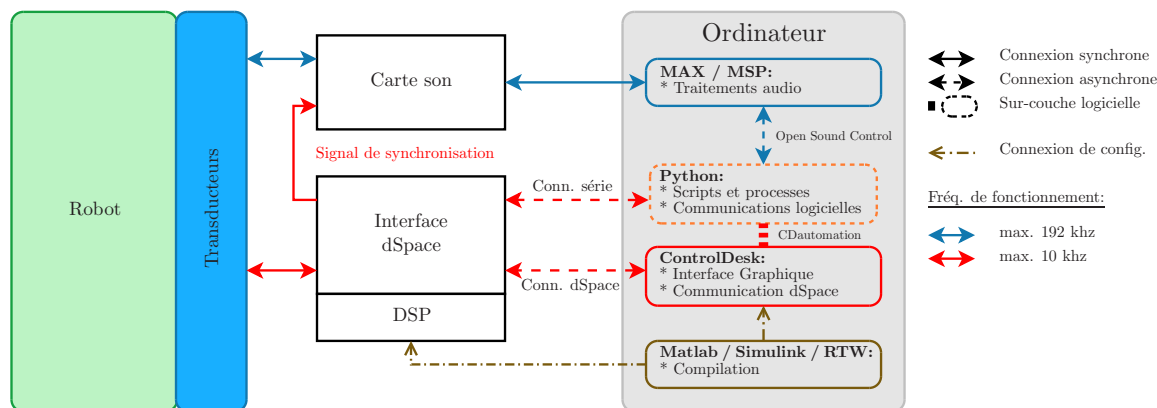 Robot
Transducteurs
Carte son
Signal de synchronisation
Interface
dSpace
DSP
Conn. série
Conn. dSpace
Ordinateur
MAX / MSP:
* Traitements audio
Open Sound Control
Python:
* Scripts et processes
* Communications logicielles
CDautomation
ControlDesk:
* Interface Graphique
* Communication dSpace
Matlab / Simulink / RTW:
* Compilation
Connexion synchrone
Connexion asynchrone
Sur-couche logicielle
Connexion de config.
Fréq. de fonctionnement:
max. 192 khz
max. 10 khz